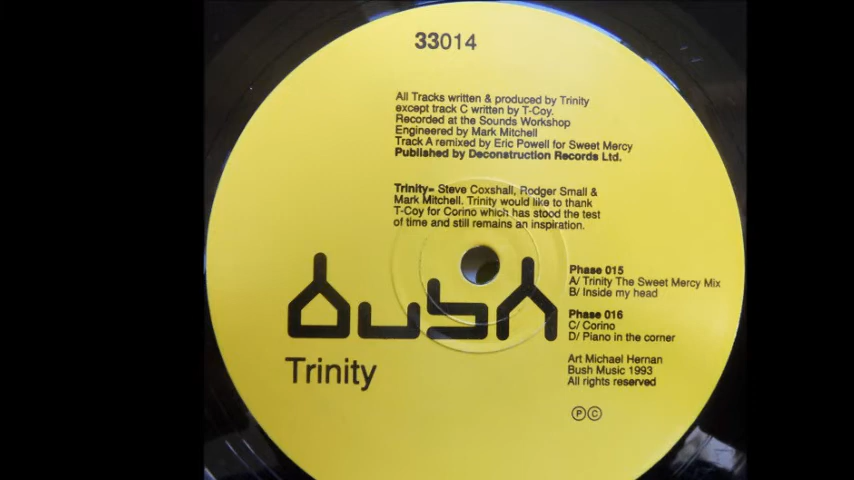 33014
All Tracks written & produced by Trinity
except track C written by T-Coy.
Recorded at the Sounds Workshop
Engineered by Mark Mitchell
Track A remixed by Eric Powell for Sweet Mercy
Published by Deconstruction Records Ltd.
Trinity= Steve Coxshall, Rodger Small &
Mark Mitchell. Trinity would like to thank
T-Coy for Corino which has stood the test
of time and still remains an inspiration.
bush
Trinity
Phase 015
A/ Trinity The Sweet Mercy Mix
B/ Inside my head
Phase 016
C/ Corino
D/ Piano in the corner
Art Michael Hernan
Bush Music 1993
All rights reserved
Ⓟ Ⓒ